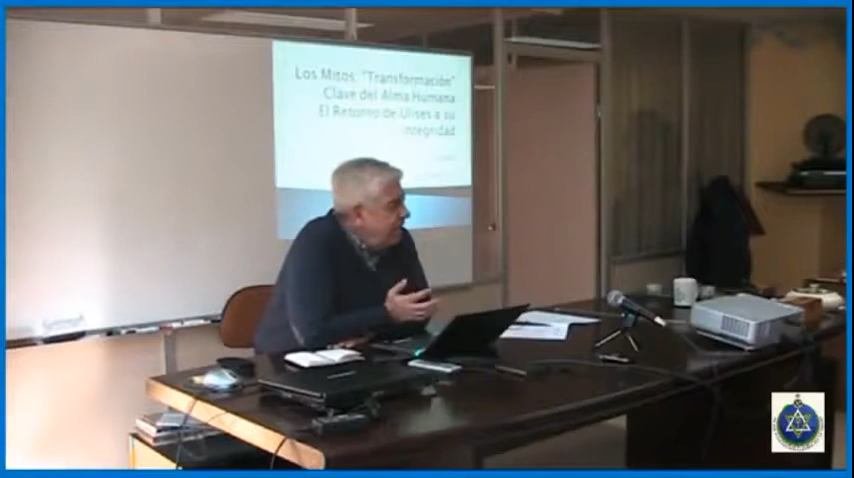 Los Mitos: "Transformación"
Clave del Alma Humana
El Retorno de Ulises a su
integridad